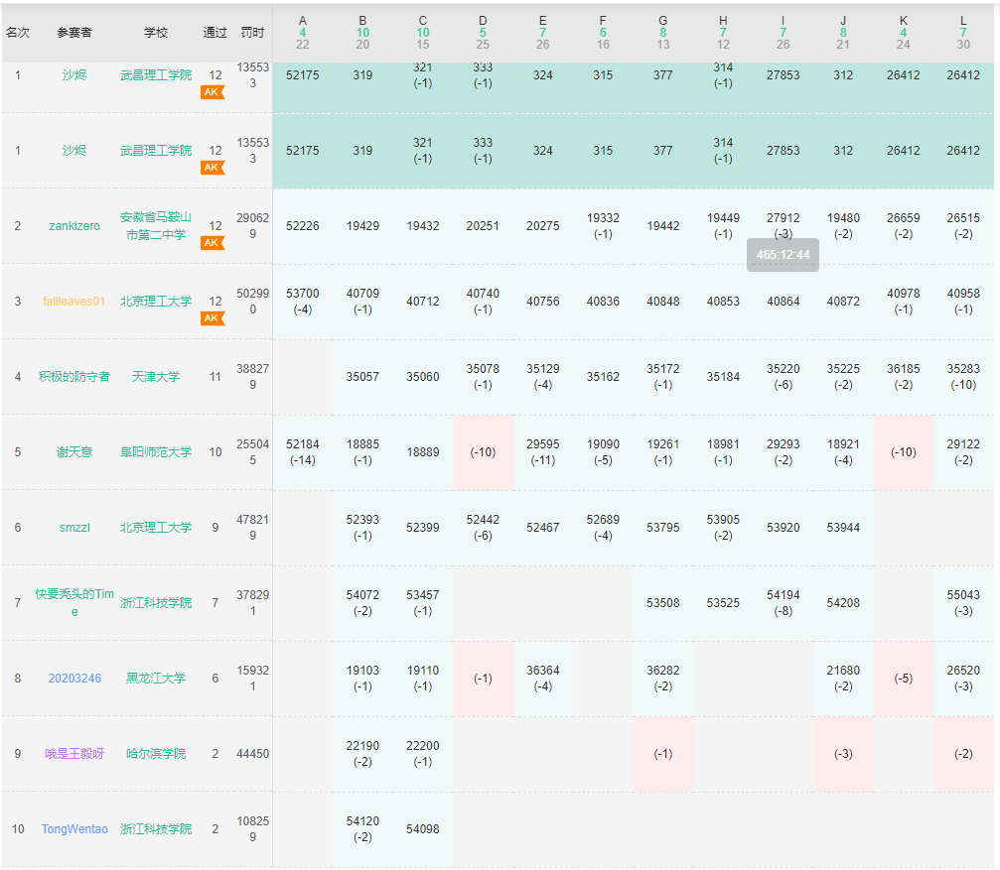 名次 参赛者 学校 通过 罚时 A B C D E F G H I J K L
4 10 10 5 7 6 8 7 7 8 4 7
22 20 15 25 26 16 13 12 26 21 24 30
1 沙烬 武昌理工学院 12 AK 135533 52175 319 321 (-1) 333 (-1) 324 315 377 314 (-1) 27853 312 26412 26412
1 沙烬 武昌理工学院 12 AK 135533 52175 319 321 (-1) 333 (-1) 324 315 377 314 (-1) 27853 312 26412 26412
2 zankizero 安徽省马鞍山市第二中学 12 AK 290629 52226 19429 19432 20251 20275 19332 (-1) 19442 19449 (-1) 27912 (-3) 19480 (-2) 26659 (-2) 26515 (-2)
465:12:44
3 fallleaves01 北京理工大学 12 AK 502990 53700 (-4) 40709 (-1) 40712 40740 (-1) 40756 40836 40848 40853 40864 40872 40978 (-1) 40958 (-1)
4 积极的防守者 天津大学 11 388279 35057 35060 35078 (-1) 35129 (-4) 35162 35172 (-1) 35184 35220 (-6) 35225 (-2) 36185 (-2) 35283 (-10)
5 谢天意 阜阳师范大学 10 255045 52184 (-14) 18885 (-1) 18889 (-10) 29595 (-11) 19090 (-5) 19261 (-1) 18981 (-1) 29293 (-2) 18921 (-4) (-10) 29122 (-2)
6 smzzl 北京理工大学 9 478219 52393 (-1) 52399 52442 (-6) 52467 52689 (-4) 53795 53905 (-2) 53920 53944
7 快要秃头的Time 浙江科技学院 7 378291 54072 (-2) 53457 (-1) 53508 53525 54194 (-8) 54208 55043 (-3)
8 20203246 黑龙江大学 6 159321 19103 (-1) 19110 (-1) (-1) 36364 (-4) 36282 (-2) 21680 (-2) (-5) 26520 (-3)
9 哦是王毅呀 哈尔滨学院 2 44450 22190 (-2) 22200 (-1) (-1) (-3) (-2)
10 TongWentao 浙江科技学院 2 108259 54120 (-2) 54098